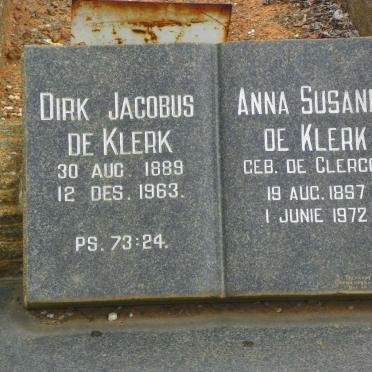 DIRK JACOBUS
DE KLERK
30 AUG 1889
12 DES. 1963.
PS. 73:24.
ANNA
DE KLERK
GEB. DE
19 AUG. 1897
1 JUNIE 1972